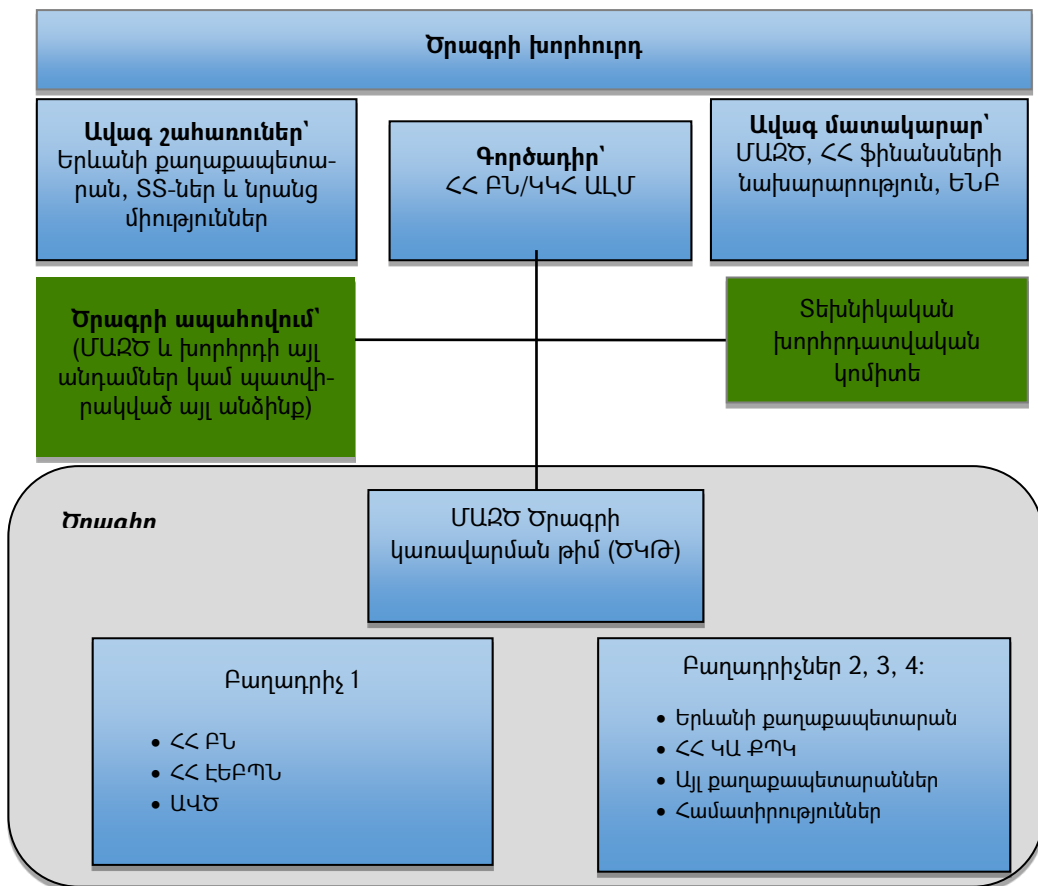 Ծրագրի խորհուրդ
Ավագ շահառուներ՝
Երևանի քաղաքապետա-
րան, ՏՏ-ներ և նրանց
միություններ
Գործադիր՝
ՀՀ ԲՆ/ԿԿՀ ԱԼՄ
Ավագ մատակարար՝
ՄԱԶԾ, ՀՀ ֆինանսների
նախարարություն, ԵՆԲ
Ծրագրի ապահովում՝
(ՄԱԶԾ և խորհրդի այլ
անդամներ կամ պատվի-
րակված այլ անձինք)
Տեխնիկական
խորհրդատվական
կոմիտե
Ծրագիր
ՄԱԶԾ Ծրագրի
կառավարման թիմ (ԾԿԹ)
Բաղադրիչ 1
• ՀՀ ԲՆ
• ՀՀ ԷԵԲՊՆ
• ԱՎԾ
Բաղադրիչներ 2, 3, 4:
• Երևանի քաղաքապետարան
• ՀՀ ԿԱ ՔՊԿ
• Այլ քաղաքապետարաններ
• Համատիրություններ